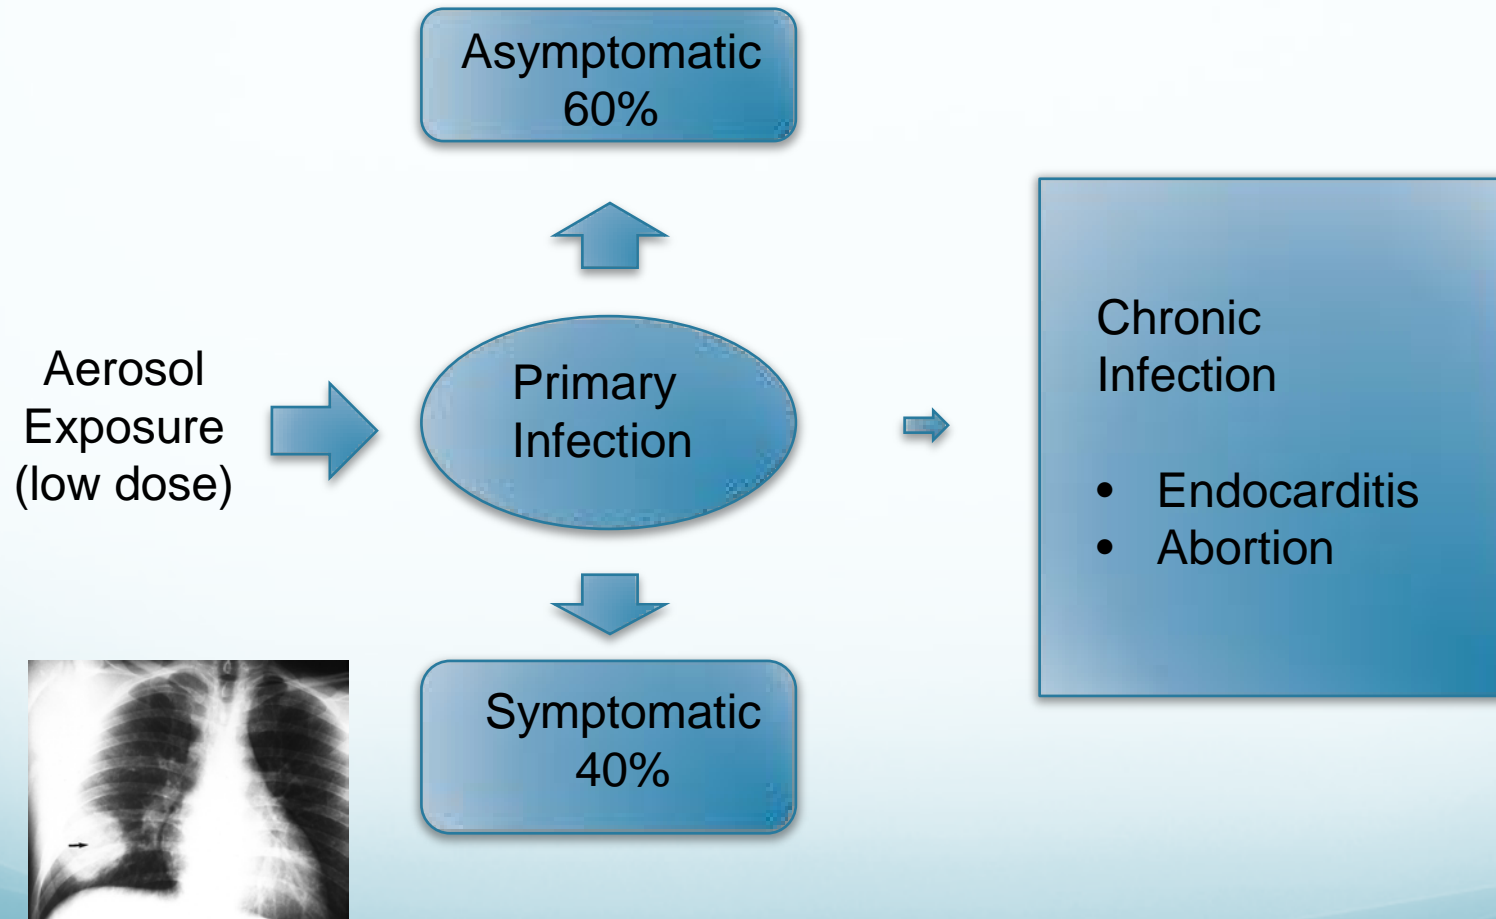 Asymptomatic
60%
Aerosol
Exposure
(low dose)
Primary
Infection
Chronic
Infection
• Endocarditis
• Abortion
Symptomatic
40%